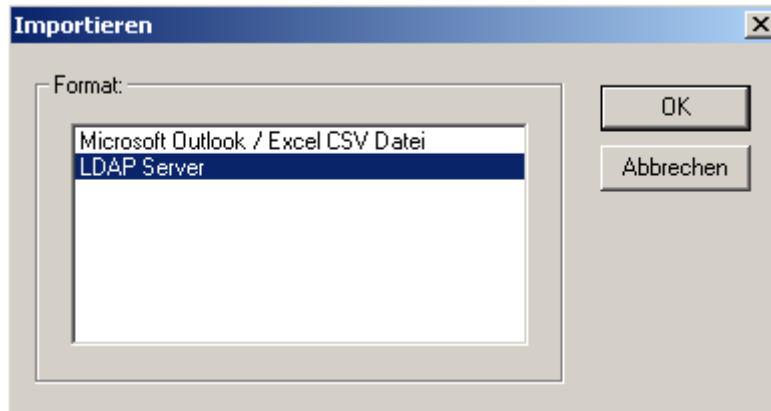 Importieren
Format:
OK
Microsoft Outlook / Excel CSV Datei
LDAP Server
Abbrechen